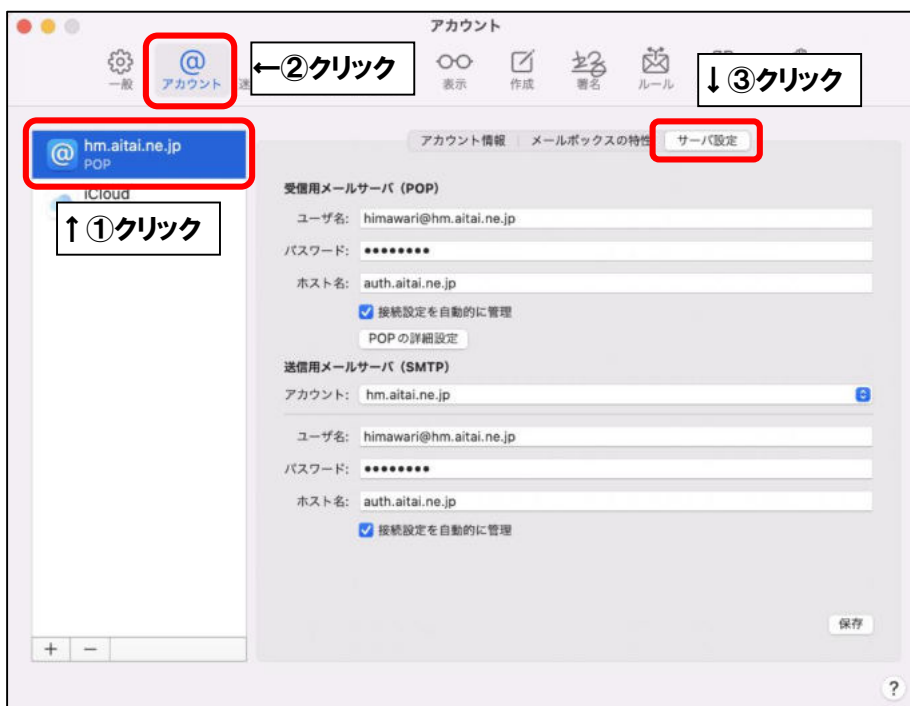 アカウント
一般
アカウント
迷
←②クリック
表示
作成
署名
ルール
↓③クリック
hm.aitai.ne.jp
POP
iCloud
↑①クリック
アカウント情報 メールボックスの特性 サーバ設定
受信用メールサーバ (POP)
ユーザ名: himawari@hm.aitai.ne.jp
パスワード: ●●●●●●●●
ホスト名: auth.aitai.ne.jp
接続設定を自動的に管理
POP の詳細設定
送信用メールサーバ (SMTP)
アカウント: hm.aitai.ne.jp
ユーザ名: himawari@hm.aitai.ne.jp
パスワード: ●●●●●●●●
ホスト名: auth.aitai.ne.jp
接続設定を自動的に管理
保存
+ −
?